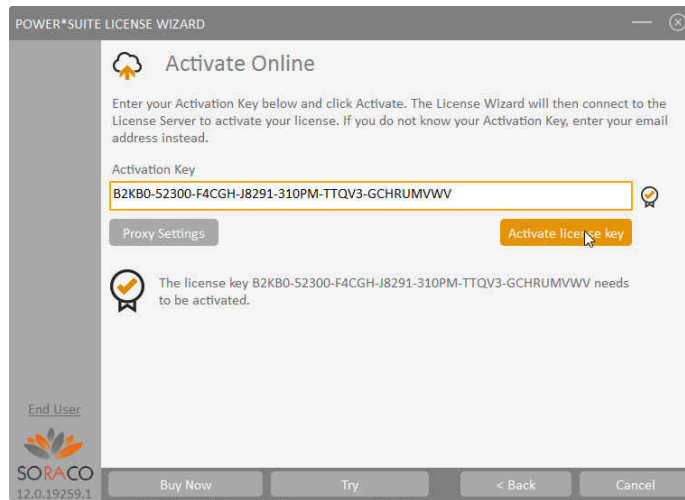 POWER*SUITE LICENSE WIZARD
Activate Online
Enter your Activation Key below and click Activate. The License Wizard will then connect to the
License Server to activate your license. If you do not know your Activation Key, enter your email
address instead.
Activation Key
B2KB0-52300-F4CGH-J8291-310PM-TTQV3-GCHRUMVWV
Proxy Settings
Activate license key
The license key B2KB0-52300-F4CGH-J8291-310PM-TTQV3-GCHRUMVWV needs
to be activated.
End User
SORACO
12.0.19259.1
Buy Now
Try
< Back
Cancel